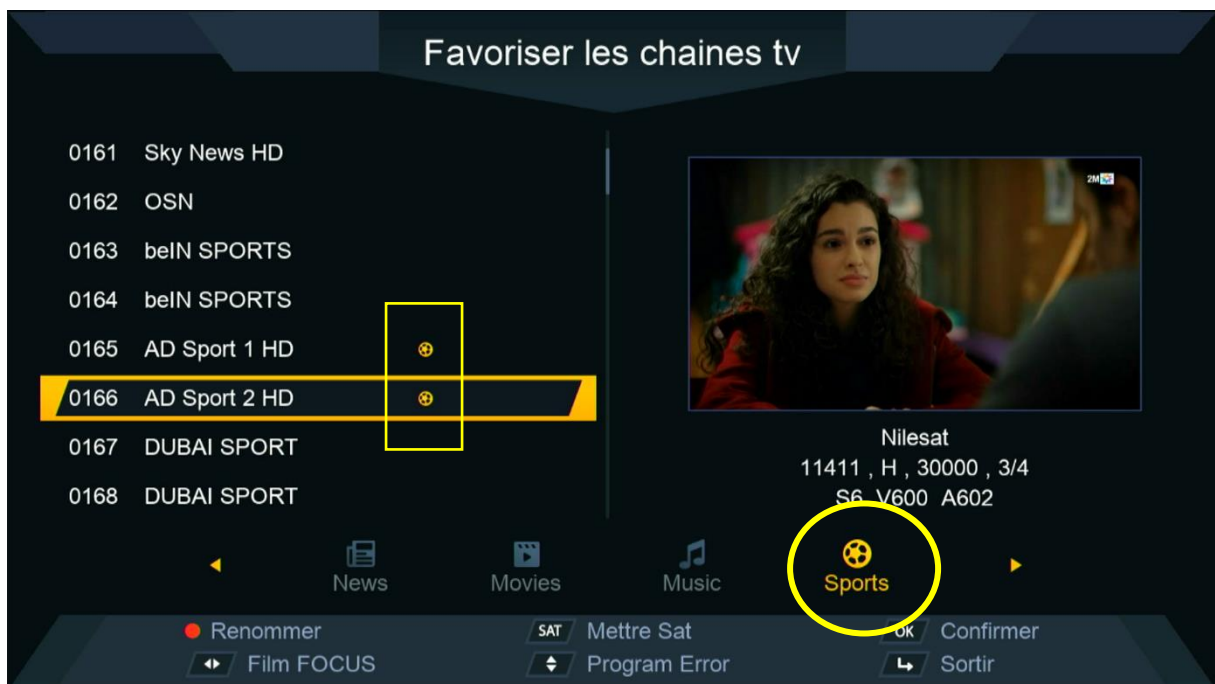 Favoriser les chaines tv
0161 Sky News HD
0162 OSN
0163 beIN SPORTS
0164 beIN SPORTS
0165 AD Sport 1 HD
0166 AD Sport 2 HD
0167 DUBAI SPORT
0168 DUBAI SPORT
2M
Nilesat
11411 , H , 30000 , 3/4
S6 V600 A602
News Movies Music Sports
Renommer SAT Mettre Sat OK Confirmer
Film FOCUS Program Error Sortir